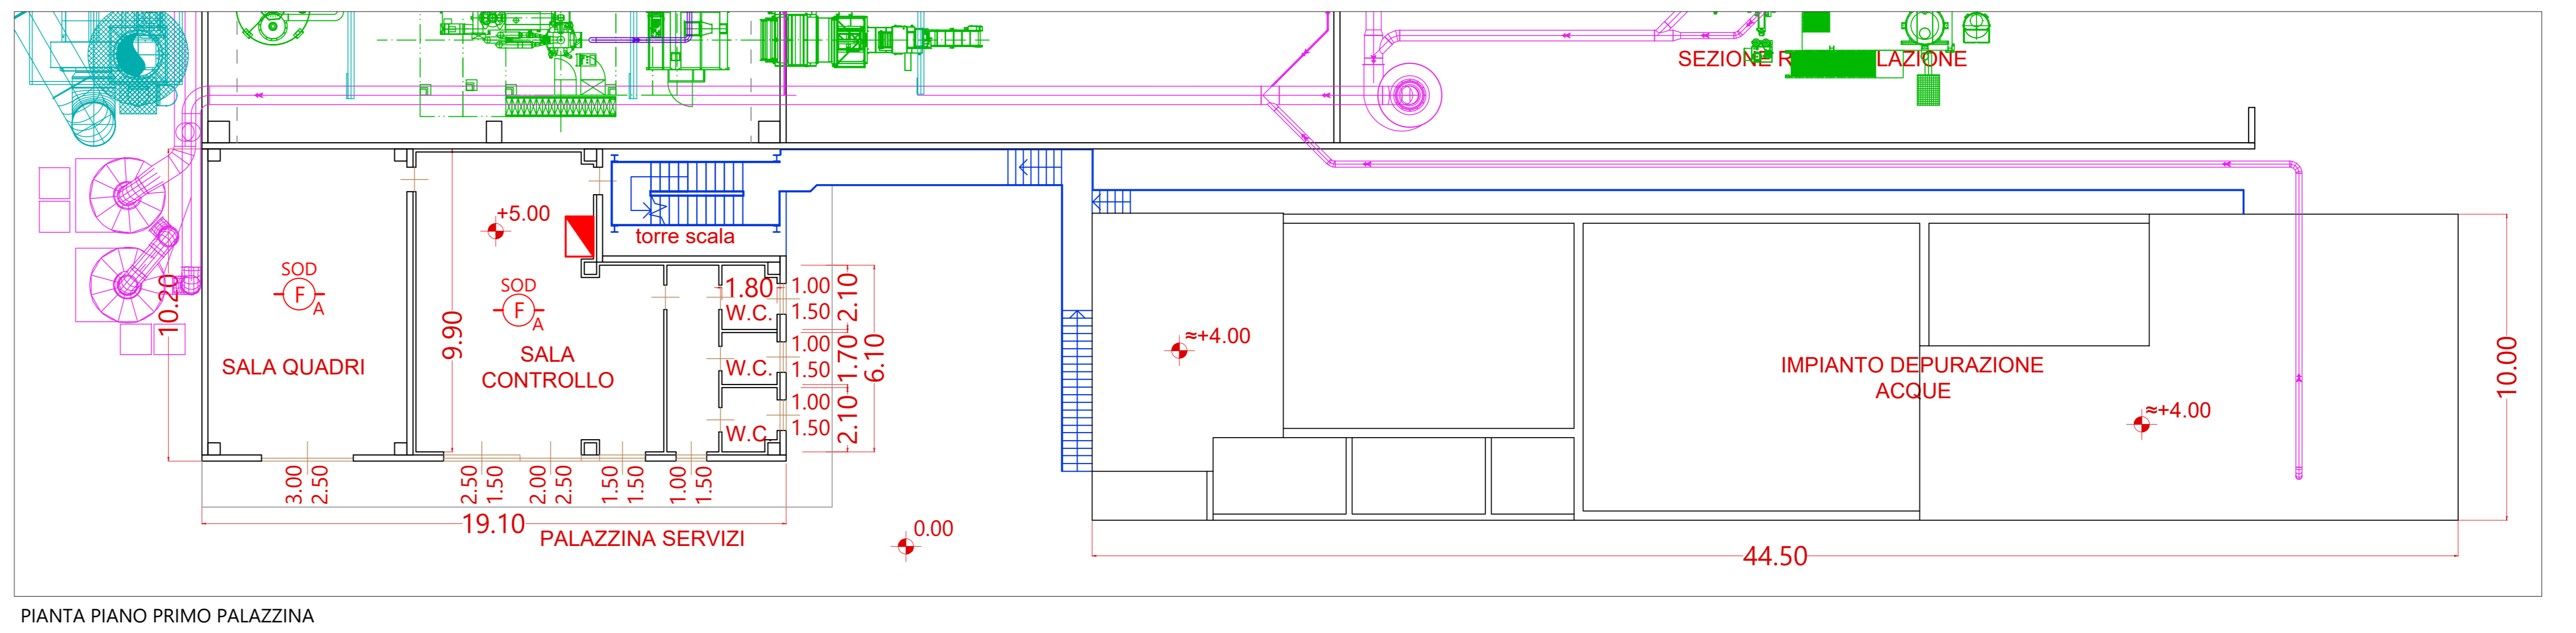 SEZIONE R LAZIONE
+5.00
torre scala
SOD
F
A
SOD
F
A
10.20
9.90
SALA QUADRI
SALA
CONTROLLO
1.80
W.C.
W.C.
W.C.
1.00
1.50
2.10
1.00
1.50
1.70
6.10
1.00
1.50
2.10
≈+4.00
IMPIANTO DEPURAZIONE
ACQUE
≈+4.00
10.00
3.00
2.50
2.50
1.50
2.00
2.50
1.50
1.50
1.00
1.50
19.10
PALAZZINA SERVIZI
0.00
44.50
PIANTA PIANO PRIMO PALAZZINA